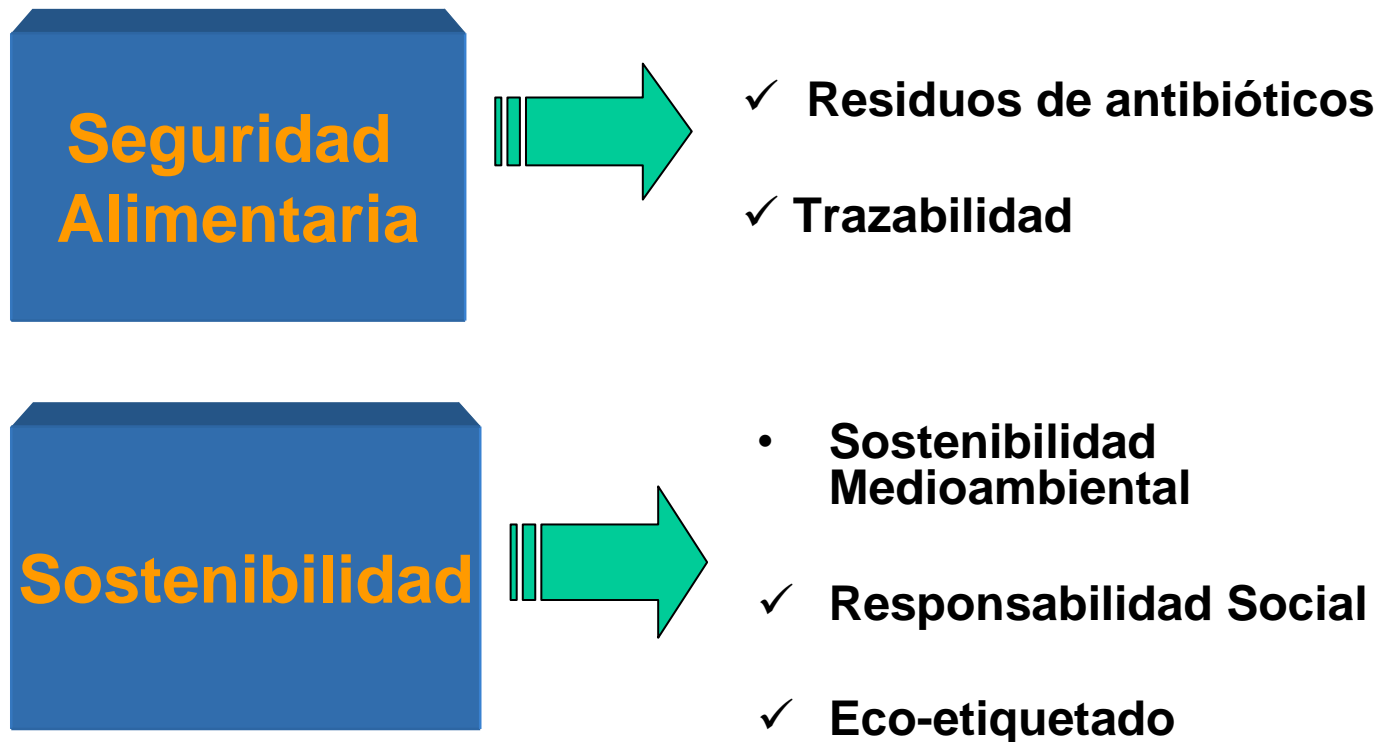 Seguridad
Alimentaria
✓ Residuos de antibióticos
✓ Trazabilidad
Sostenibilidad
• Sostenibilidad
Medioambiental
✓ Responsabilidad Social
✓ Eco-etiquetado